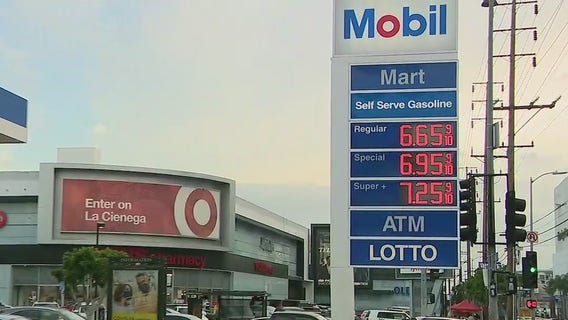 Mobil
Mart
Self Serve Gasoline
Regular 6.65 9/10
Special 6.95 9/10
Super + 7.25 9/10
ATM
LOTTO
Enter on
La Cienega
pharmacy